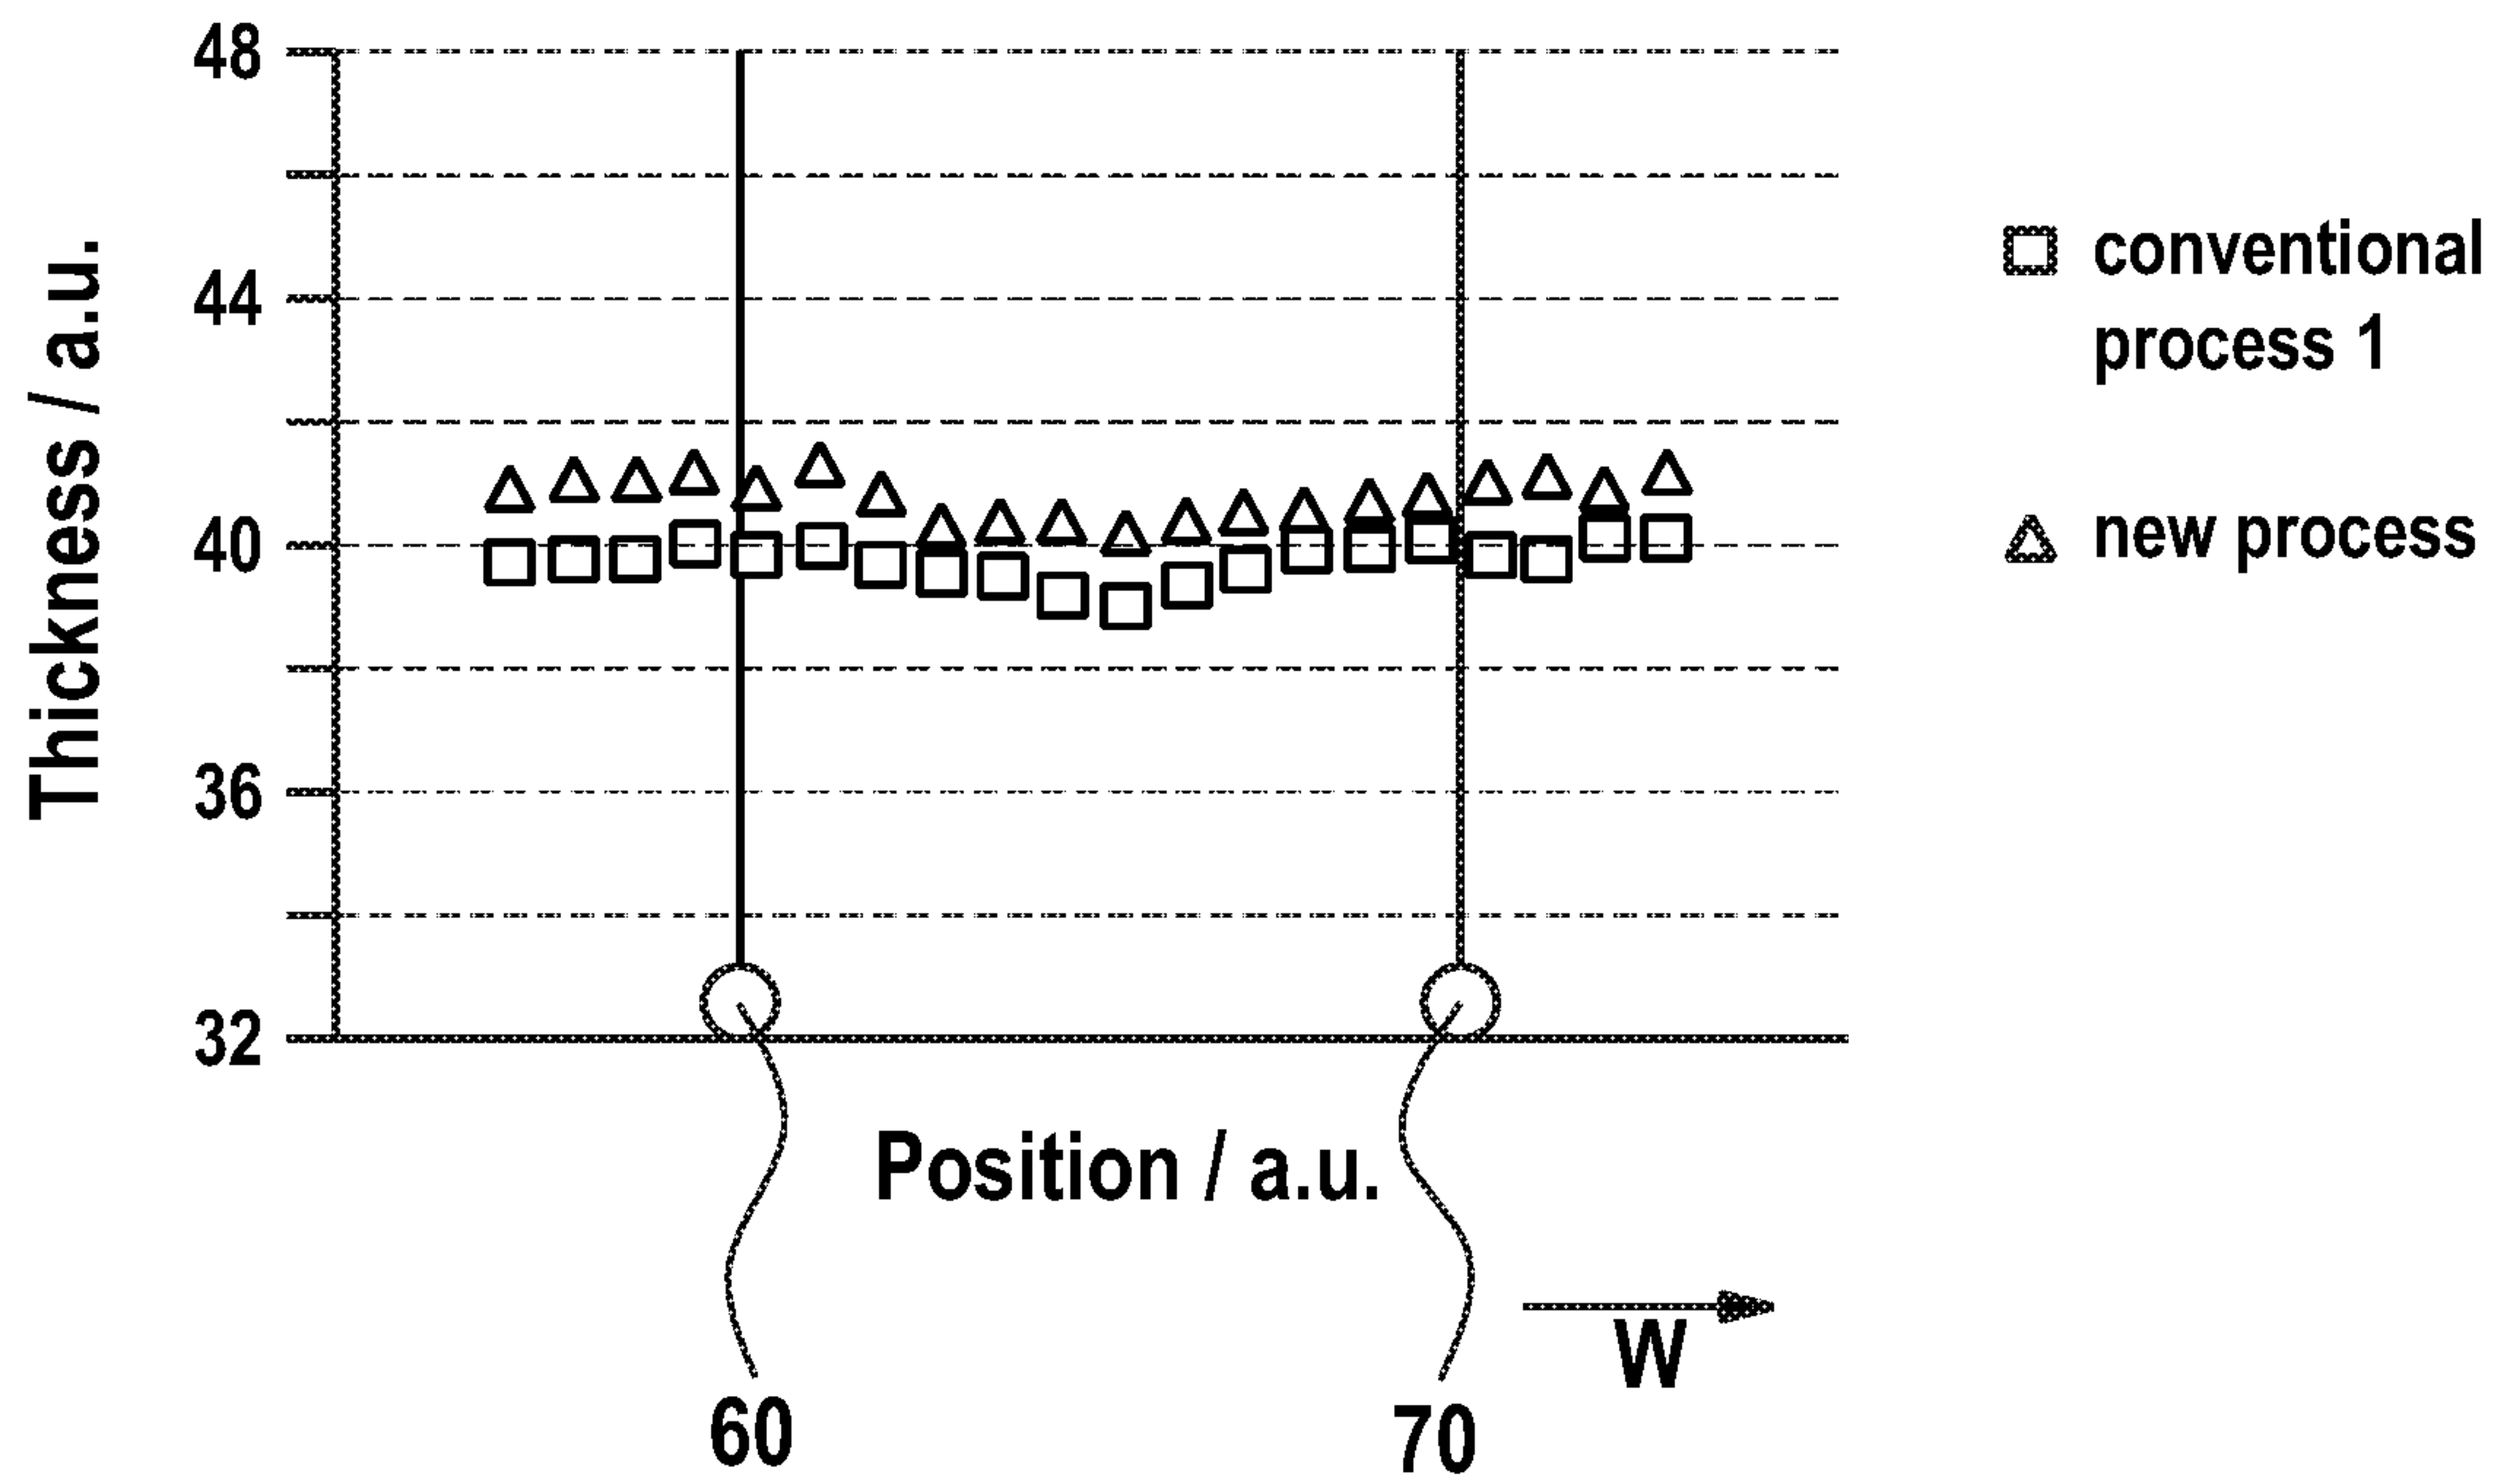 Thickness / a.u.
48
44
40
36
32
conventional
process 1
new process
Position / a.u.
W
60
70